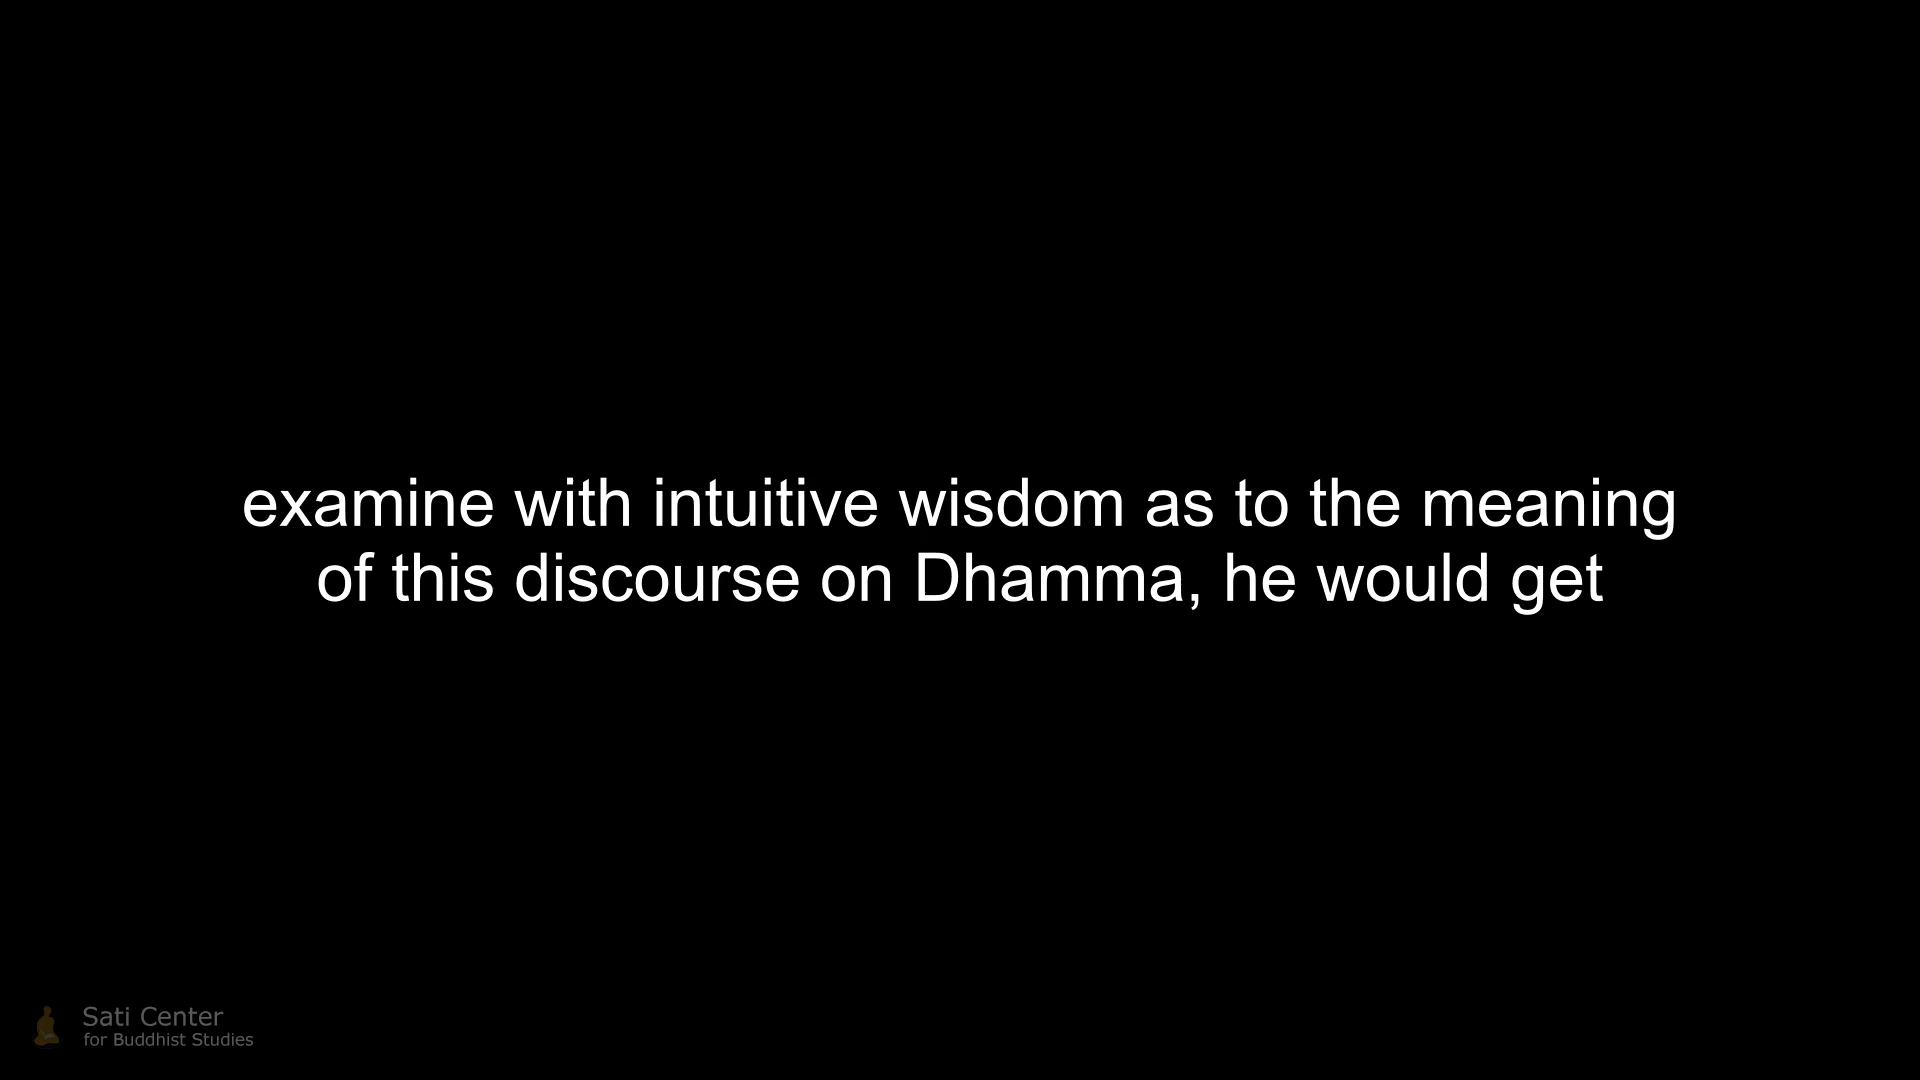 examine with intuitive wisdom as to the meaning
of this discourse on Dhamma, he would get
Sati Center
for Buddhist Studies